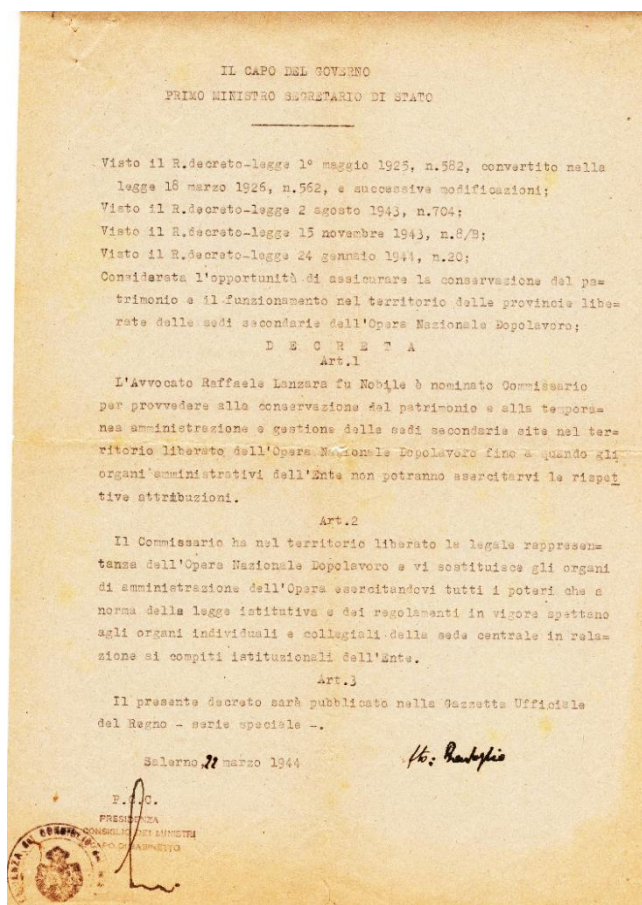 IL CAPO DEL GOVERNO
PRIMO MINISTRO SEGRETARIO DI STATO
Visto il R.decreto-legge 1° maggio 1925, n.582, convertito nella
legge 18 marzo 1926, n.562, e successive modificazioni;
Visto il R.decreto-legge 2 agosto 1943, n.704;
Visto il R.decreto-legge 15 novembre 1943, n.8/B;
Visto il R.decreto-legge 24 gennaio 1944, n.20;
Considerata l'opportunità di assicurare la conservazione del pa=
trimonio e il funzionamento nel territorio delle provincie libe=
rate delle sedi secondarie dell'Opera Nazionale Dopolavoro;
D E C R E T A
Art.1
L'Avvocato Raffaele Lanzara fu Nobile è nominato Commissario
per provvedere alla conservazione del patrimonio e alla tempora=
nea amministrazione e gestione delle sedi secondarie site nel ter=
ritorio liberato dell'Opera Nazionale Dopolavoro fino a quando gli
organi amministrativi dell'Ente non potranno esercitarvi le rispet
tive attribuzioni.
Art.2
Il Commissario ha nel territorio liberato la legale rappresen=
tanza dell'Opera Nazionale Dopolavoro e vi sostituisce gli organi
di amministrazione dell'Opera esercitandovi tutti i poteri che a
norma della legge istitutiva e dei regolamenti in vigore spettano
agli organi individuali e collegiali della sede centrale in rela=
zione ai compiti istituzionali dell'Ente.
Art.3
Il presente decreto sarà pubblicato nella Gazzetta Ufficiale
del Regno - serie speciale -.
Salerno, 22 marzo 1944
fto: Badoglio
P.C.C.
PRESIDENZA
CONSIGLIO DEI MINISTRI
CAPO DI GABINETTO